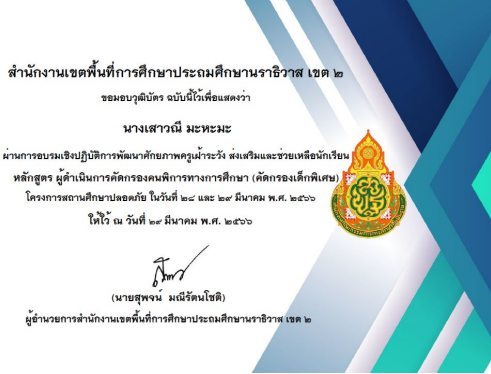 สำนักงานเขตพื้นที่การศึกษาประถมศึกษานราธิวาส เขต ๒
ขอมอบวุฒิบัตร ฉบับนี้ไว้เพื่อแสดงว่า
นางเสาวณี มะหะมะ
ผ่านการอบรมเชิงปฏิบัติการพัฒนาศักยภาพครูเฝ้าระวัง ส่งเสริมและช่วยเหลือนักเรียน
หลักสูตร ผู้ดำเนินการคัดกรองคนพิการทางการศึกษา (คัดกรองเด็กพิเศษ)
โครงการสถานศึกษาปลอดภัย ในวันที่ ๒๘ และ ๒๙ มีนาคม พ.ศ. ๒๕๖๖
ให้ไว้ ณ วันที่ ๒๙ มีนาคม พ.ศ. ๒๕๖๖
(นายสุพจน์ มณีรัตนโชติ)
ผู้อำนวยการสำนักงานเขตพื้นที่การศึกษาประถมศึกษานราธิวาส เขต ๒